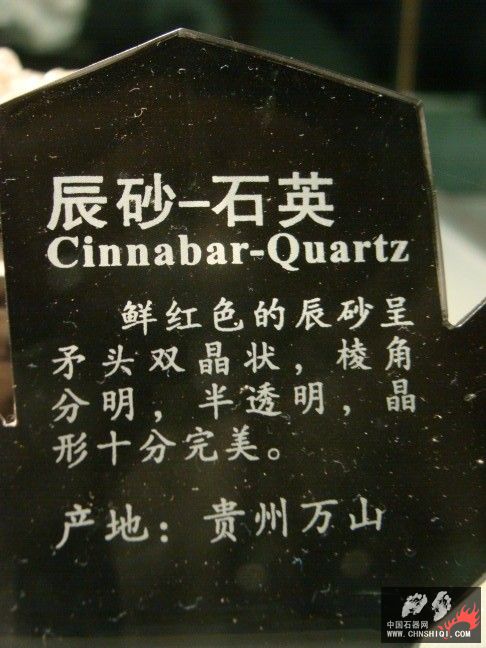 辰砂-石英
Cinnabar-Quartz
鲜红色的辰砂呈
矛头双晶状，棱角
分明，半透明，晶
形十分完美。
产地：贵州万山
中国石器网
WWW.CHNSHIQI.COM